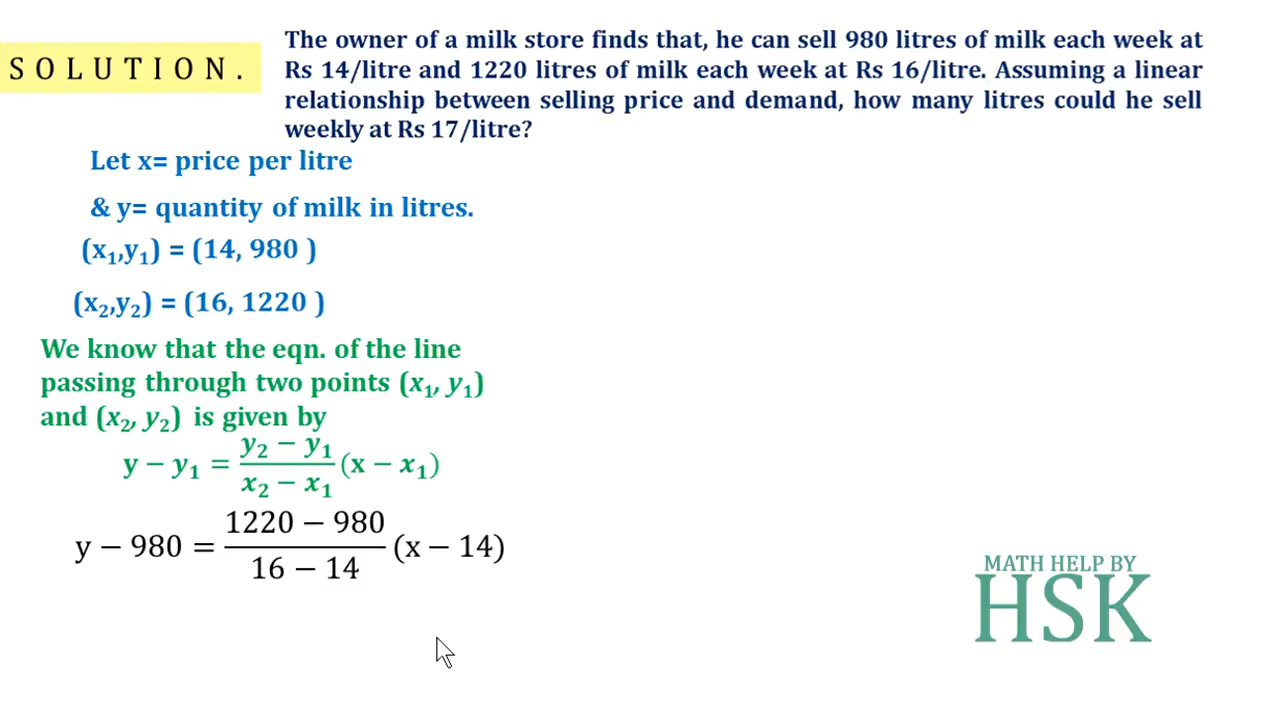 SOLUTION.
The owner of a milk store finds that, he can sell 980 litres of milk each week at
Rs 14/litre and 1220 litres of milk each week at Rs 16/litre. Assuming a linear
relationship between selling price and demand, how many litres could he sell
weekly at Rs 17/litre?
Let x= price per litre
& y= quantity of milk in litres.
(x₁,y₁) = (14, 980 )
(x₂,y₂) = (16, 1220 )
We know that the eqn. of the line
passing through two points (x₁, y₁)
and (x₂, y₂) is given by
y − y₁ = (y₂ − y₁)/(x₂ − x₁) (x − x₁)
y − 980 = (1220 − 980)/(16 − 14) (x − 14)
MATH HELP BY
HSK